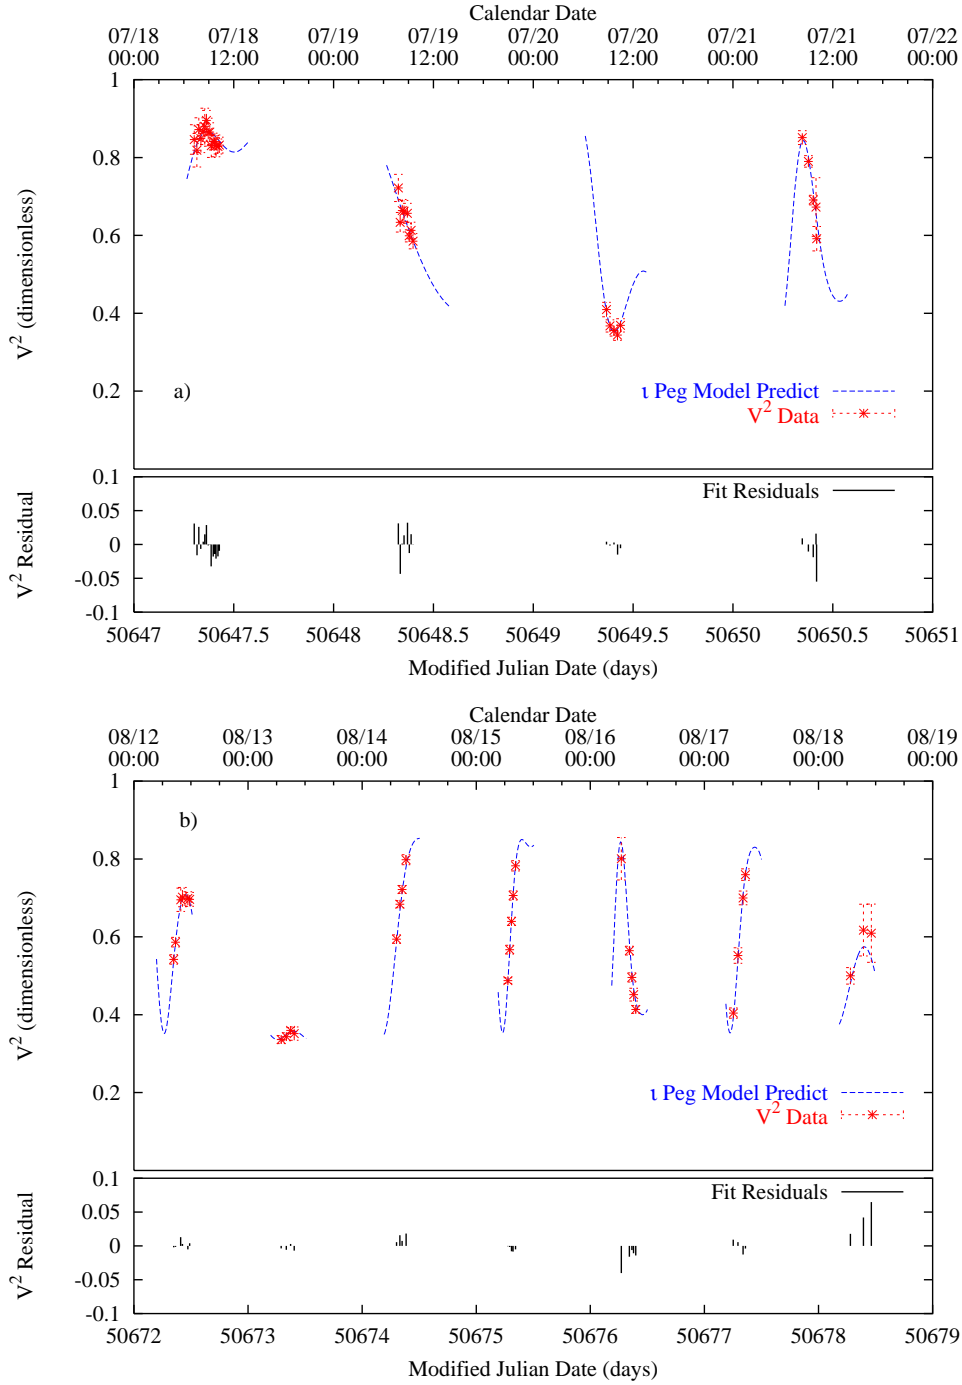 Calendar Date
07/18 07/18 07/19 07/19 07/20 07/20 07/21 07/21 07/22
00:00 12:00 00:00 12:00 00:00 12:00 00:00 12:00 00:00
1
0.8
0.6
0.4
0.2
V² (dimensionless)
a)
ι Peg Model Predict
V² Data
0.1
0.05
0
-0.05
-0.1
V² Residual
Fit Residuals
50647 50647.5 50648 50648.5 50649 50649.5 50650 50650.5 50651
Modified Julian Date (days)
Calendar Date
08/12 08/13 08/14 08/15 08/16 08/17 08/18 08/19
00:00 00:00 00:00 00:00 00:00 00:00 00:00 00:00
1
0.8
0.6
0.4
0.2
V² (dimensionless)
b)
ι Peg Model Predict
V² Data
0.1
0.05
0
-0.05
-0.1
V² Residual
Fit Residuals
50672 50673 50674 50675 50676 50677 50678 50679
Modified Julian Date (days)